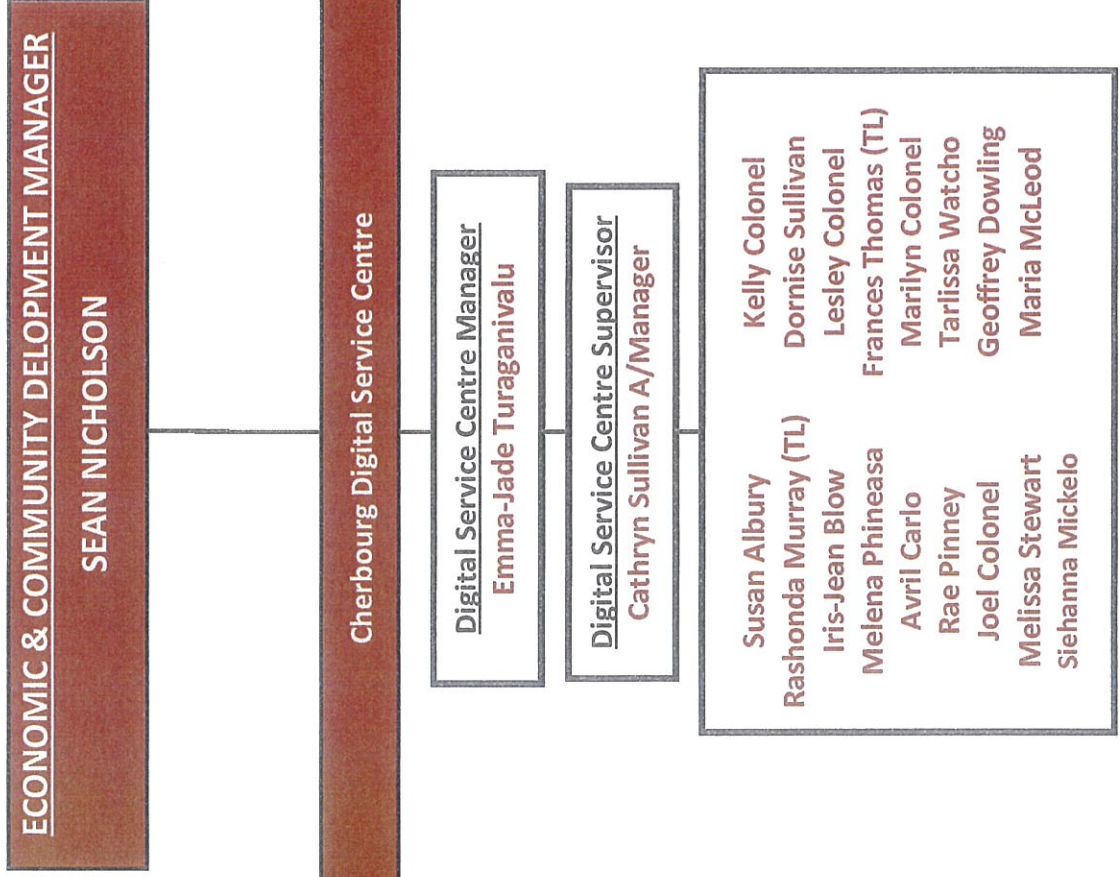 ECONOMIC & COMMUNITY DELOPMENT MANAGER
SEAN NICHOLSON
Cherbourg Digital Service Centre
Digital Service Centre Manager
Emma-Jade Turaganivalu
Digital Service Centre Supervisor
Cathryn Sullivan A/Manager
Susan Albury
Rashonda Murray (TL)
Iris-Jean Blow
Melena Phineasa
Avril Carlo
Rae Pinney
Joel Colonel
Melissa Stewart
Siehanna Mickelo
Kelly Colonel
Dornise Sullivan
Lesley Colonel
Frances Thomas (TL)
Marilyn Colonel
Tarlissa Watcho
Geoffrey Dowling
Maria McLeod